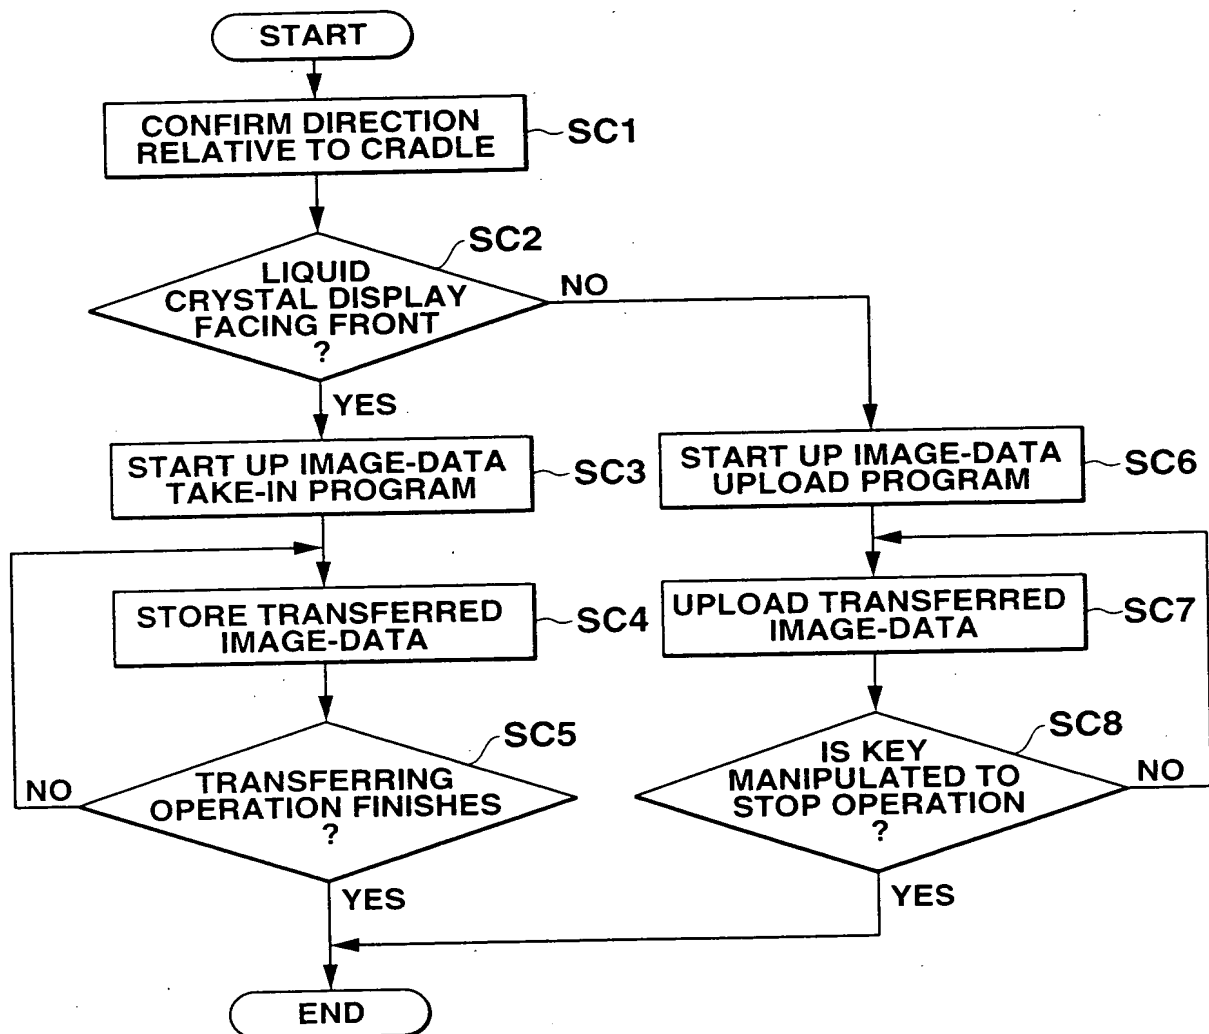 START
CONFIRM DIRECTION
RELATIVE TO CRADLE
SC1
SC2
LIQUID
CRYSTAL DISPLAY
FACING FRONT
?
NO
YES
START UP IMAGE-DATA
TAKE-IN PROGRAM
SC3
START UP IMAGE-DATA
UPLOAD PROGRAM
SC6
STORE TRANSFERRED
IMAGE-DATA
SC4
UPLOAD TRANSFERRED
IMAGE-DATA
SC7
SC5
TRANSFERRING
OPERATION FINISHES
?
NO
YES
SC8
IS KEY
MANIPULATED TO
STOP OPERATION
?
NO
YES
END